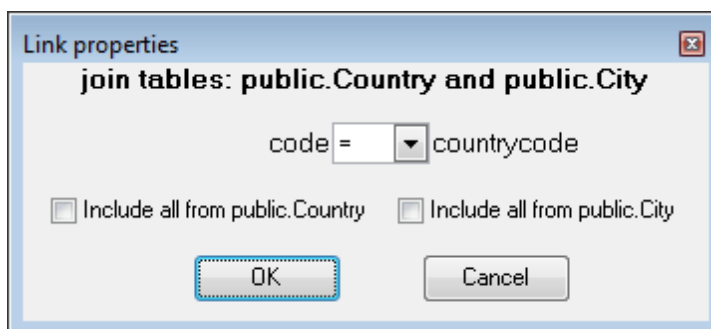 Link properties
join tables: public.Country and public.City
code = countrycode
Include all from public.Country Include all from public.City
OK Cancel